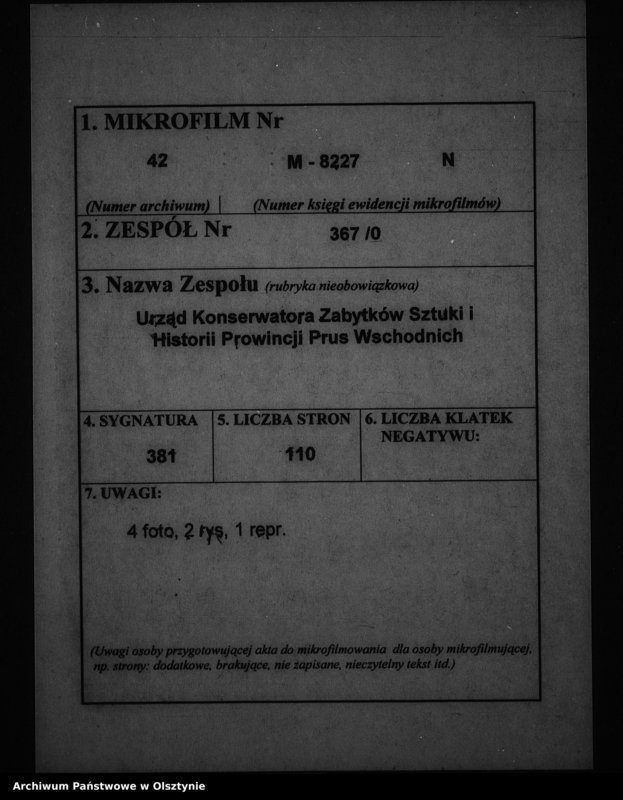 1. MIKROFILM Nr
42 M - 8227 N
(Numer archiwum) (Numer księgi ewidencji mikrofilmów)
2. ZESPÓŁ Nr 367 /0
3. Nazwa Zespołu (rubryka nieobowiązkowa)
Urząd Konserwatora Zabytków Sztuki i
Historii Prowincji Prus Wschodnich
4. SYGNATURA 5. LICZBA STRON 6. LICZBA KLATEK
NEGATYWU:
381 110
7. UWAGI:
4 foto, 2 rys, 1 repr.
(Uwagi osoby przygotowującej akta do mikrofilmowania dla osoby mikrofilmującej,
np. strony: dodatkowe, brakujące, nie zapisane, nieczytelny tekst itd.)
Archiwum Państwowe w Olsztynie